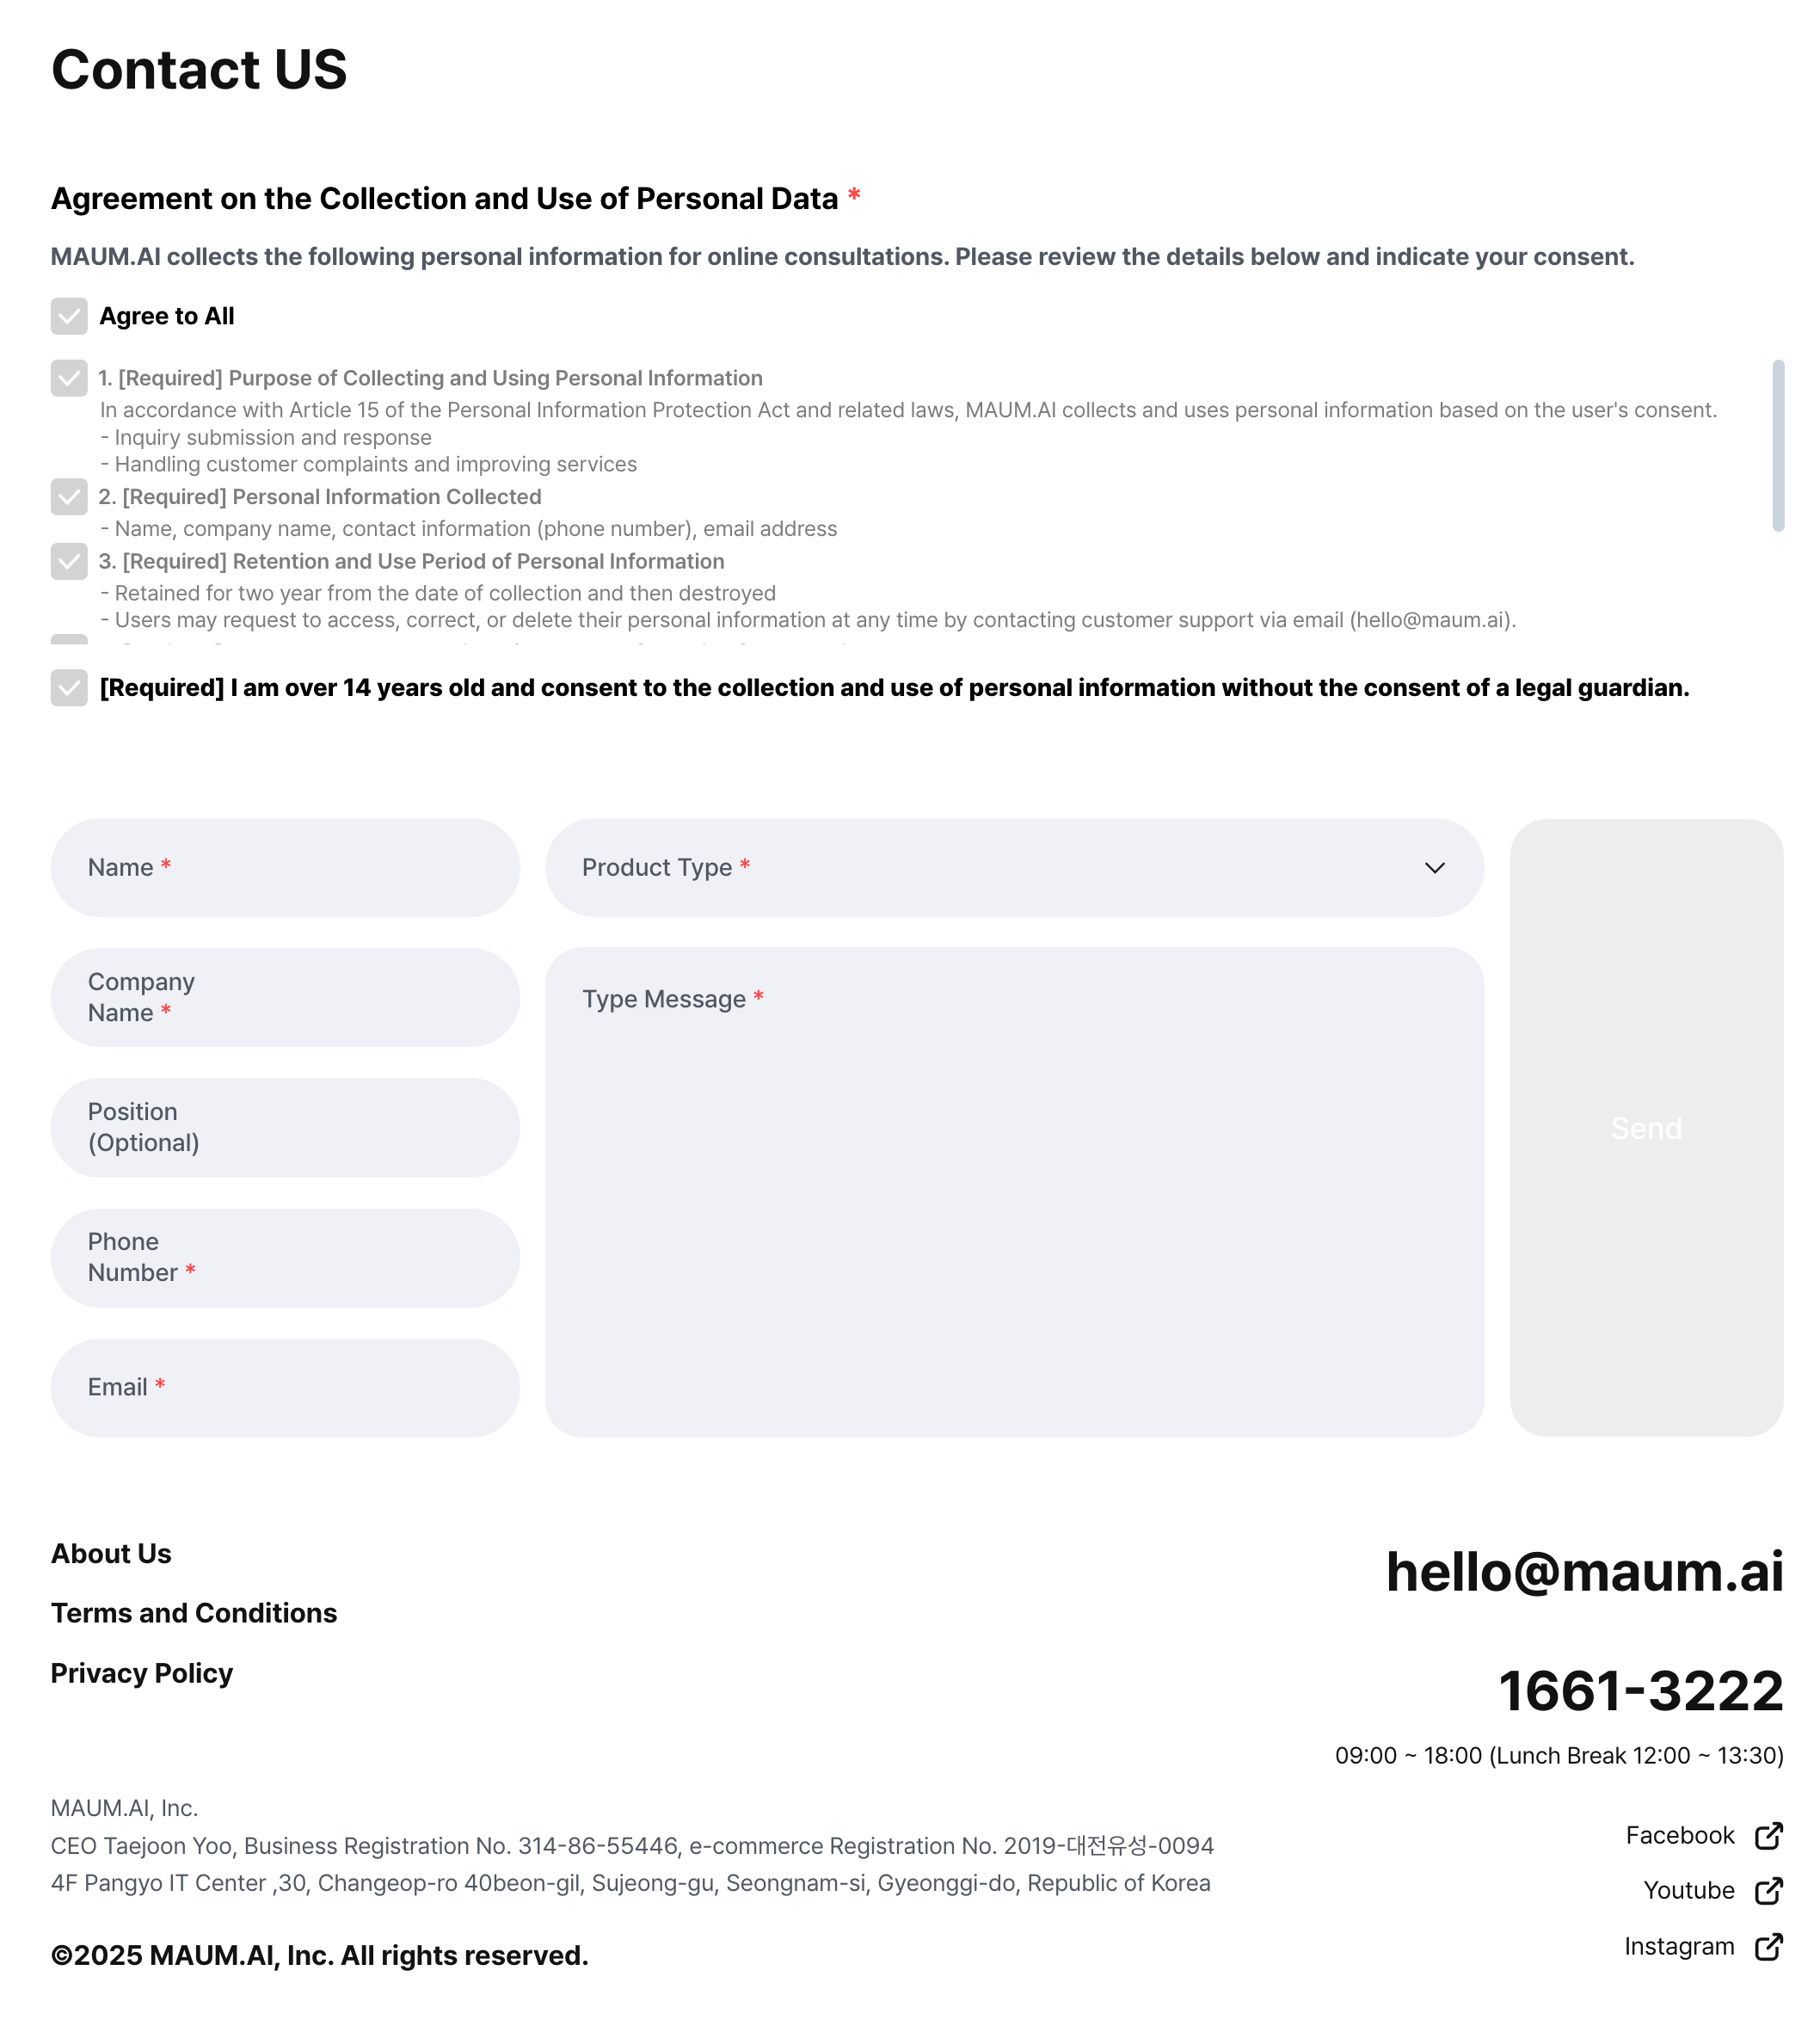 Contact US
Agreement on the Collection and Use of Personal Data *
MAUM.AI collects the following personal information for online consultations. Please review the details below and indicate your consent.
Agree to All
1. [Required] Purpose of Collecting and Using Personal Information
In accordance with Article 15 of the Personal Information Protection Act and related laws, MAUM.AI collects and uses personal information based on the user's consent.
- Inquiry submission and response
- Handling customer complaints and improving services
2. [Required] Personal Information Collected
- Name, company name, contact information (phone number), email address
3. [Required] Retention and Use Period of Personal Information
- Retained for two year from the date of collection and then destroyed
- Users may request to access, correct, or delete their personal information at any time by contacting customer support via email (hello@maum.ai).
[Required] I am over 14 years old and consent to the collection and use of personal information without the consent of a legal guardian.
Name *
Company
Name *
Position
(Optional)
Phone
Number *
Email *
Product Type *
Type Message *
Send
About Us
Terms and Conditions
Privacy Policy
hello@maum.ai
1661-3222
09:00 ~ 18:00 (Lunch Break 12:00 ~ 13:30)
MAUM.AI, Inc.
CEO Taejoon Yoo, Business Registration No. 314-86-55446, e-commerce Registration No. 2019-대전유성-0094
4F Pangyo IT Center ,30, Changeop-ro 40beon-gil, Sujeong-gu, Seongnam-si, Gyeonggi-do, Republic of Korea
©2025 MAUM.AI, Inc. All rights reserved.
Facebook
Youtube
Instagram